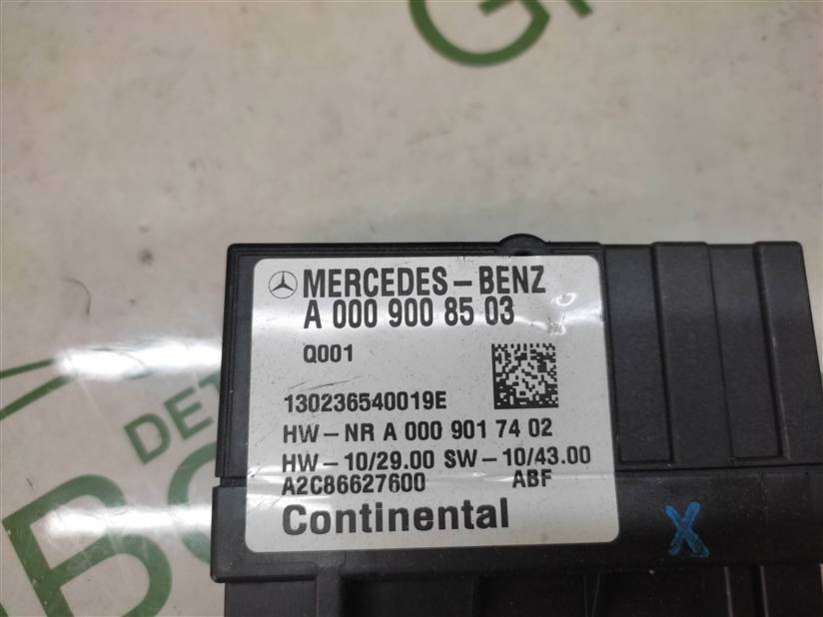 MERCEDES-BENZ
A 000 900 85 03
Q001
130236540019E
HW-NR A 000 901 74 02
HW-10/29.00 SW-10/43.00
A2C86627600 ABF
Continental
X
DET